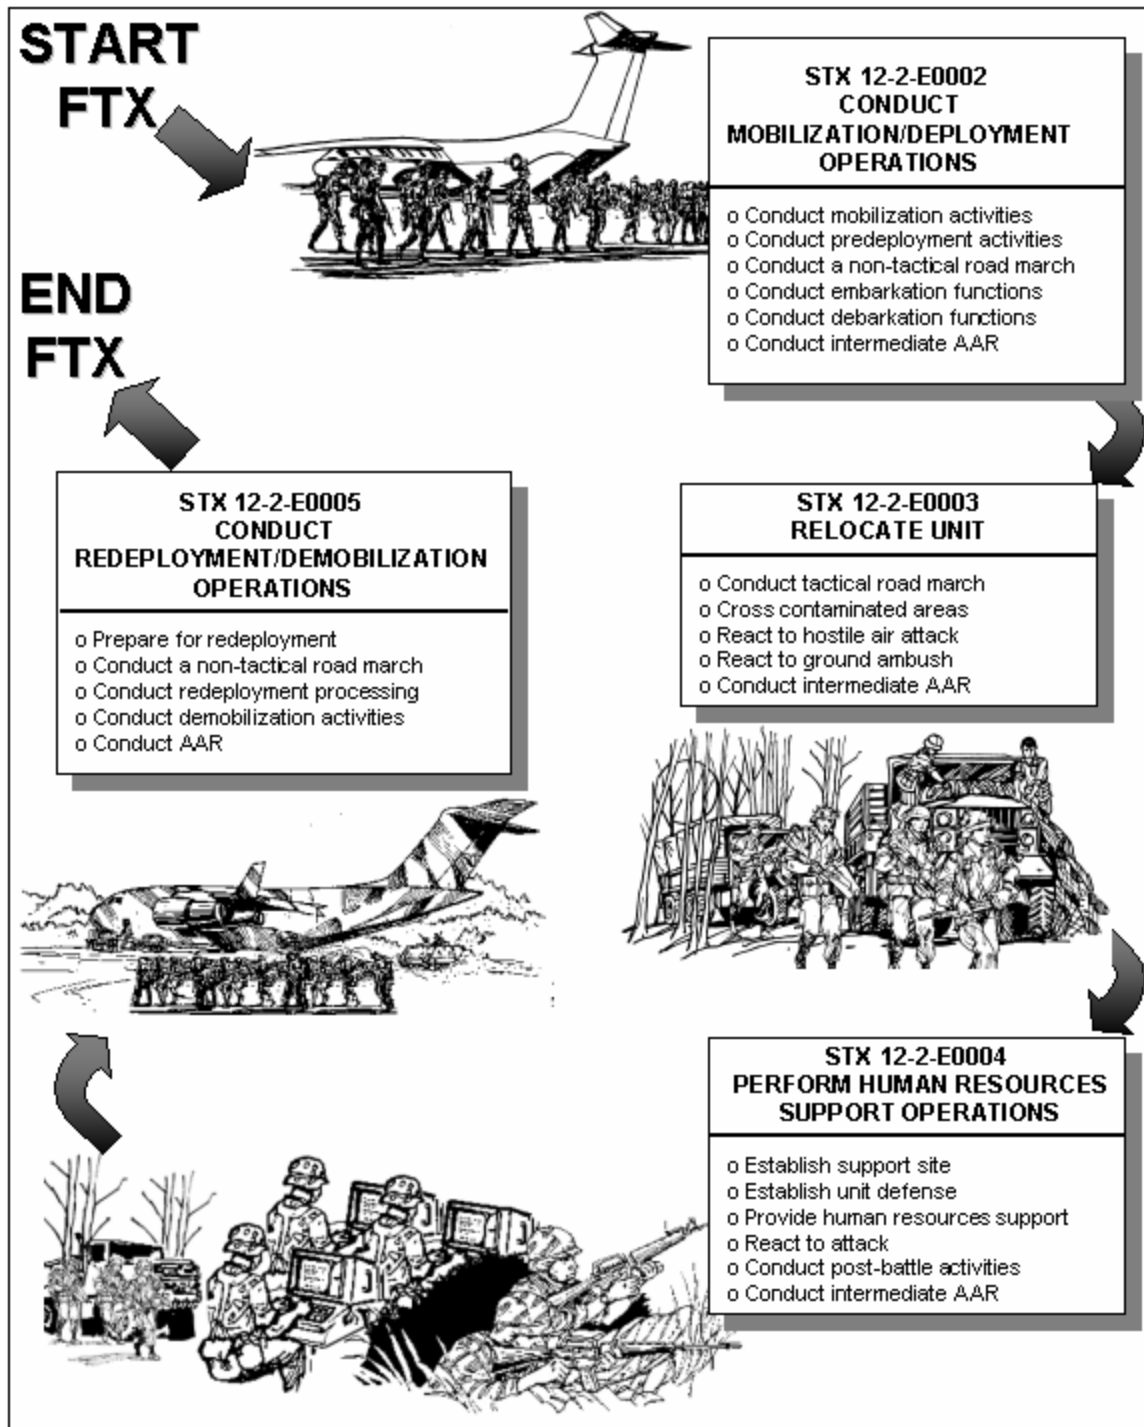 START
FTX
STX 12-2-E0002
CONDUCT
MOBILIZATION/DEPLOYMENT
OPERATIONS
o Conduct mobilization activities
o Conduct predeployment activities
o Conduct a non-tactical road march
o Conduct embarkation functions
o Conduct debarkation functions
o Conduct intermediate AAR
END
FTX
STX 12-2-E0003
RELOCATE UNIT
o Conduct tactical road march
o Cross contaminated areas
o React to hostile air attack
o React to ground ambush
o Conduct intermediate AAR
STX 12-2-E0005
CONDUCT
REDEPLOYMENT/DEMOBILIZATION
OPERATIONS
o Prepare for redeployment
o Conduct a non-tactical road march
o Conduct redeployment processing
o Conduct demobilization activities
o Conduct AAR
STX 12-2-E0004
PERFORM HUMAN RESOURCES
SUPPORT OPERATIONS
o Establish support site
o Establish unit defense
o Provide human resources support
o React to attack
o Conduct post-battle activities
o Conduct intermediate AAR